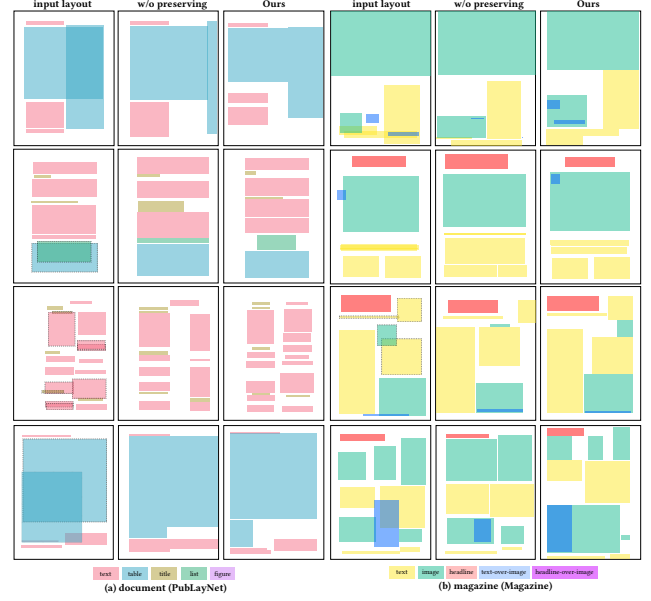 input layout w/o preserving Ours input layout w/o preserving Ours
text table title list figure
text image headline text-over-image headline-over-image
(a) document (PubLayNet) (b) magazine (Magazine)